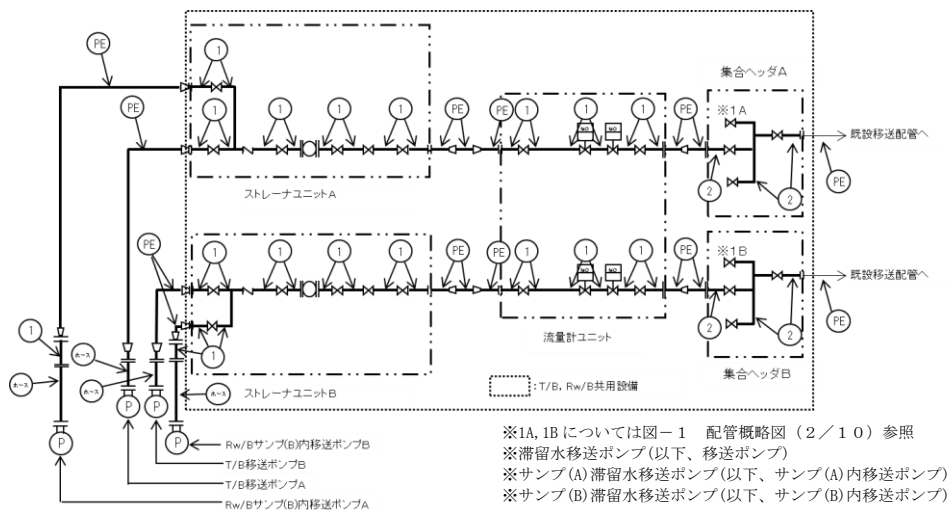 PE
1
集合ヘッダA
PE
1
1
1
1
PE
PE
1
1
MO
MO
1
PE
※1A
既設移送配管へ
2
2
PE
ストレーナユニットA
PE
1
1
1
1
PE
PE
1
1
MO
MO
1
PE
※1B
既設移送配管へ
2
2
PE
1
1
流量計ユニット
集合ヘッダB
ホース
ホース
ホース
ホース
ストレーナユニットB
:T/B, Rw/B共用設備
P
P
P
P
Rw/Bサンプ(B)内移送ポンプB
T/B移送ポンプB
T/B移送ポンプA
Rw/Bサンプ(B)内移送ポンプA
※1A,1Bについては図－1　配管概略図（2／10）参照
※滞留水移送ポンプ(以下、移送ポンプ)
※サンプ(A)滞留水移送ポンプ(以下、サンプ(A)内移送ポンプ)
※サンプ(B)滞留水移送ポンプ(以下、サンプ(B)内移送ポンプ)